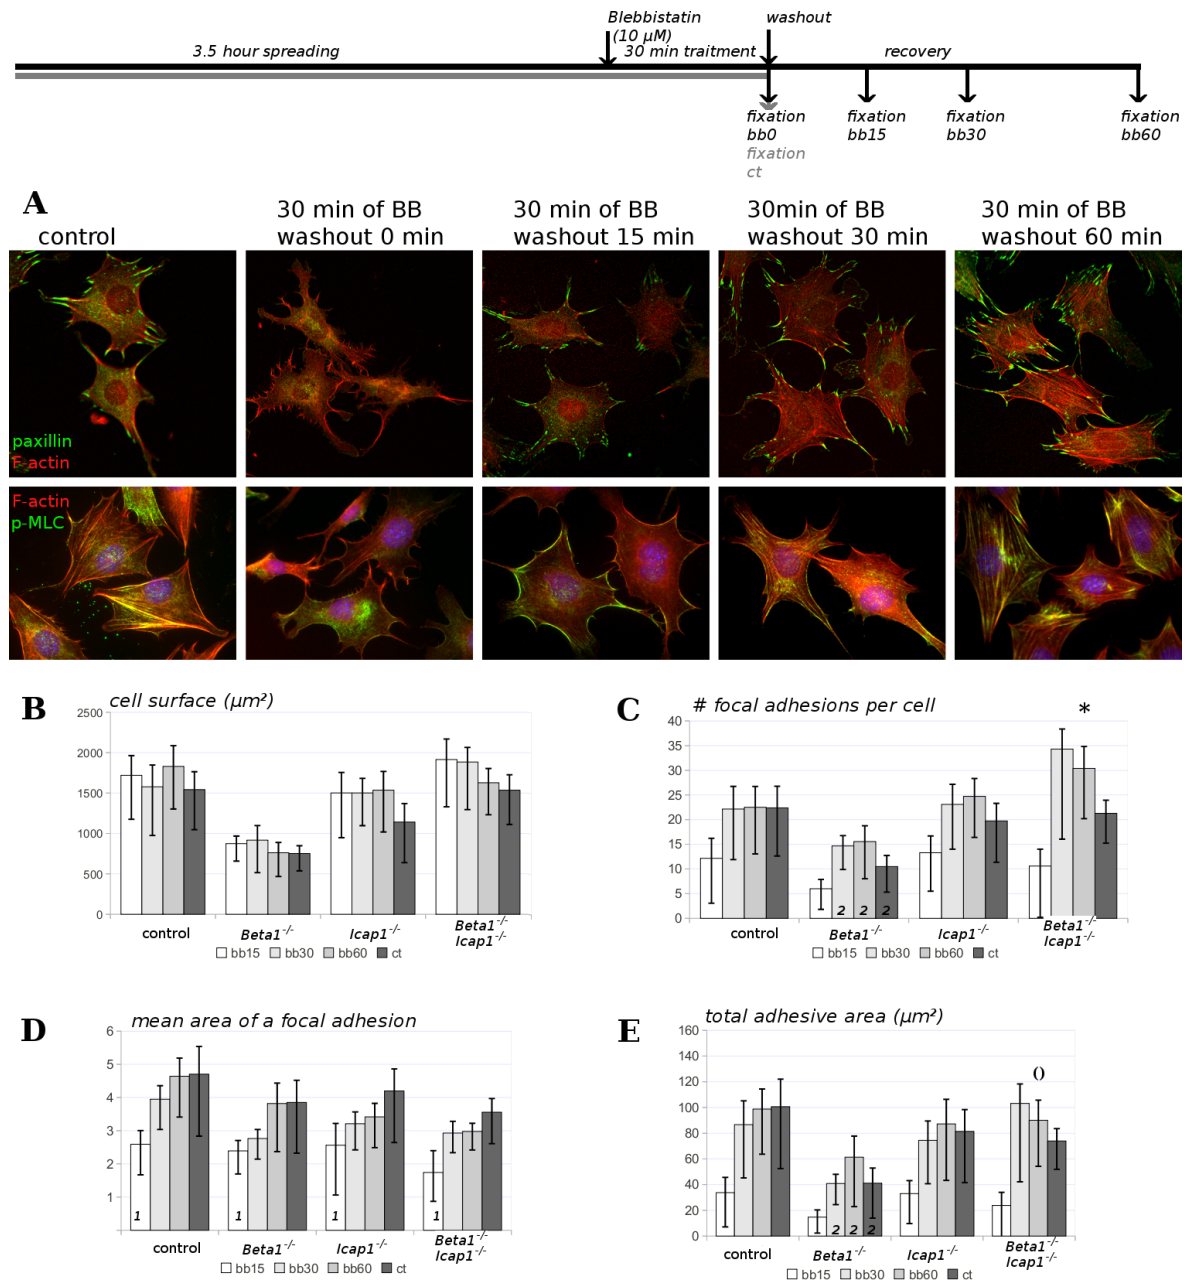 Blebbistatin
(10 µM)
washout
3.5 hour spreading
30 min traitment
recovery
fixation
bb0
fixation
ct
fixation
bb15
fixation
bb30
fixation
bb60
A
control
30 min of BB
washout 0 min
30 min of BB
washout 15 min
30min of BB
washout 30 min
30 min of BB
washout 60 min
paxillin
F-actin
F-actin
p-MLC
B
cell surface (µm²)
2500
2000
1500
1000
500
0
control
Beta1-/-
Icap1-/-
Beta1-/-
Icap1-/-
bb15 bb30 bb60 ct
C
# focal adhesions per cell
*
40
35
30
25
20
15
10
5
0
2 2 2
control
Beta1-/-
Icap1-/-
Beta1-/-
Icap1-/-
bb15 bb30 bb60 ct
D
mean area of a focal adhesion
6
5
4
3
2
1
1 1 1 1
control
Beta1-/-
Icap1-/-
Beta1-/-
Icap1-/-
bb15 bb30 bb60 ct
E
total adhesive area (µm²)
()
160
140
120
100
80
60
40
20
0
2 2 2
control
Beta1-/-
Icap1-/-
Beta1-/-
Icap1-/-
bb15 bb30 bb60 ct